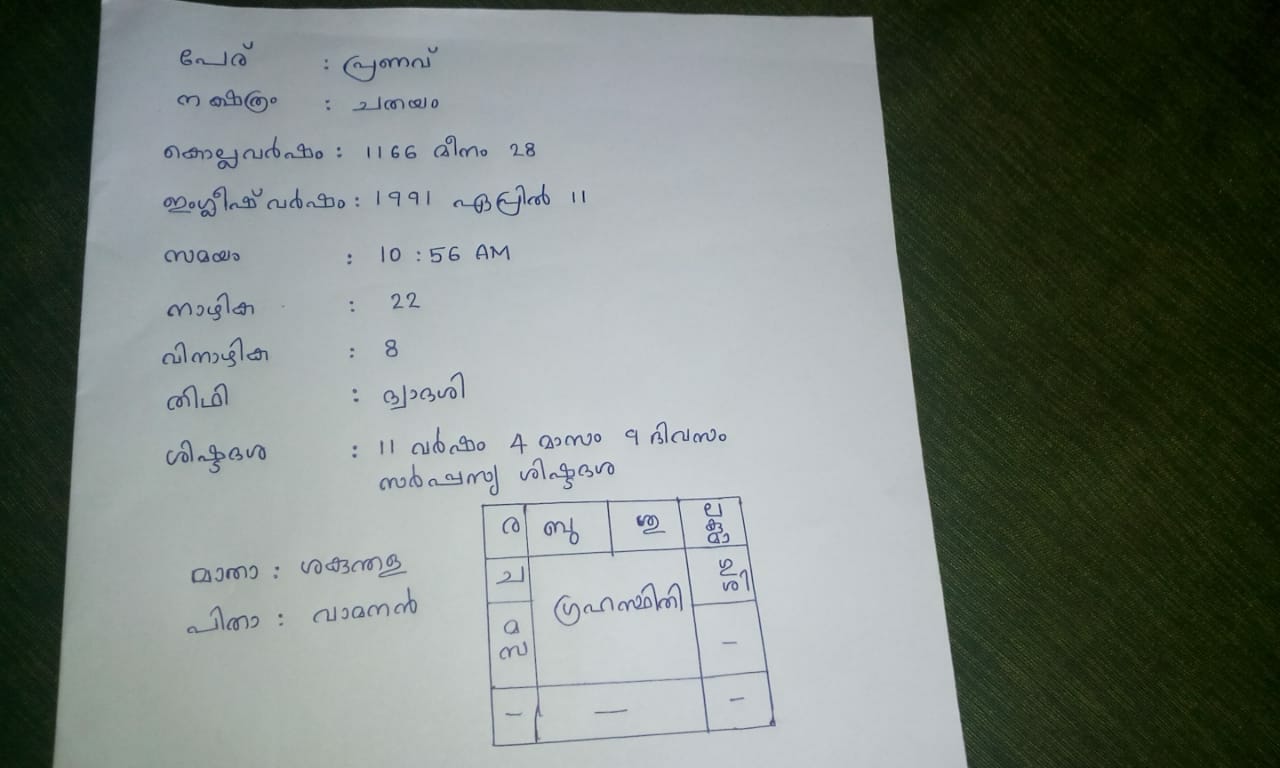 പേര് : പ്രണവ്
നക്ഷത്രം : ചതയം
കൊല്ലവർഷം : 1166 മീനം 28
ഇംഗ്ലീഷ് വർഷം : 1991 ഏപ്രിൽ 11
സമയം : 10 : 56 AM
നാഴിക : 22
വിനാഴിക : 8
തിഥി : ദ്വാദശി
ശിഷ്ടദശ : 11 വർഷം 4 മാസം 9 ദിവസം
സർപ്പസ്യ ശിഷ്ടദശ
മാതാ : ശകുന്തള
പിതാ : വാമനൻ
ര ബു ശു ല
കു
മാ
ച ഗു
ശി
ഗ്രഹസ്ഥിതി
മ
സ –
– — –